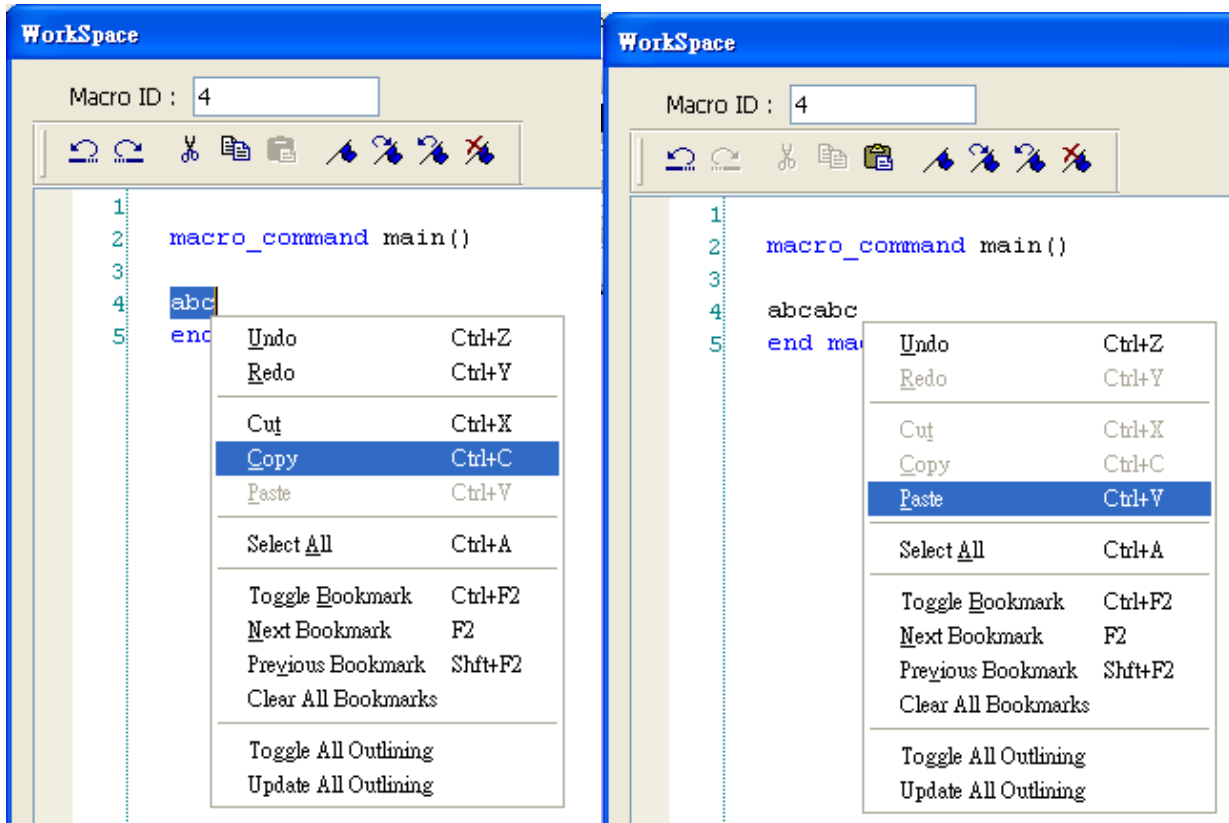 WorkSpace
Macro ID : 4
1
2 macro_command main()
3
4 abc
5 end
Undo Ctrl+Z
Redo Ctrl+Y
Cut Ctrl+X
Copy Ctrl+C
Paste Ctrl+V
Select All Ctrl+A
Toggle Bookmark Ctrl+F2
Next Bookmark F2
Previous Bookmark Shft+F2
Clear All Bookmarks
Toggle All Outlining
Update All Outlining
WorkSpace
Macro ID : 4
1
2 macro_command main()
3
4 abcabc
5 end mac
Undo Ctrl+Z
Redo Ctrl+Y
Cut Ctrl+X
Copy Ctrl+C
Paste Ctrl+V
Select All Ctrl+A
Toggle Bookmark Ctrl+F2
Next Bookmark F2
Previous Bookmark Shft+F2
Clear All Bookmarks
Toggle All Outlining
Update All Outlining